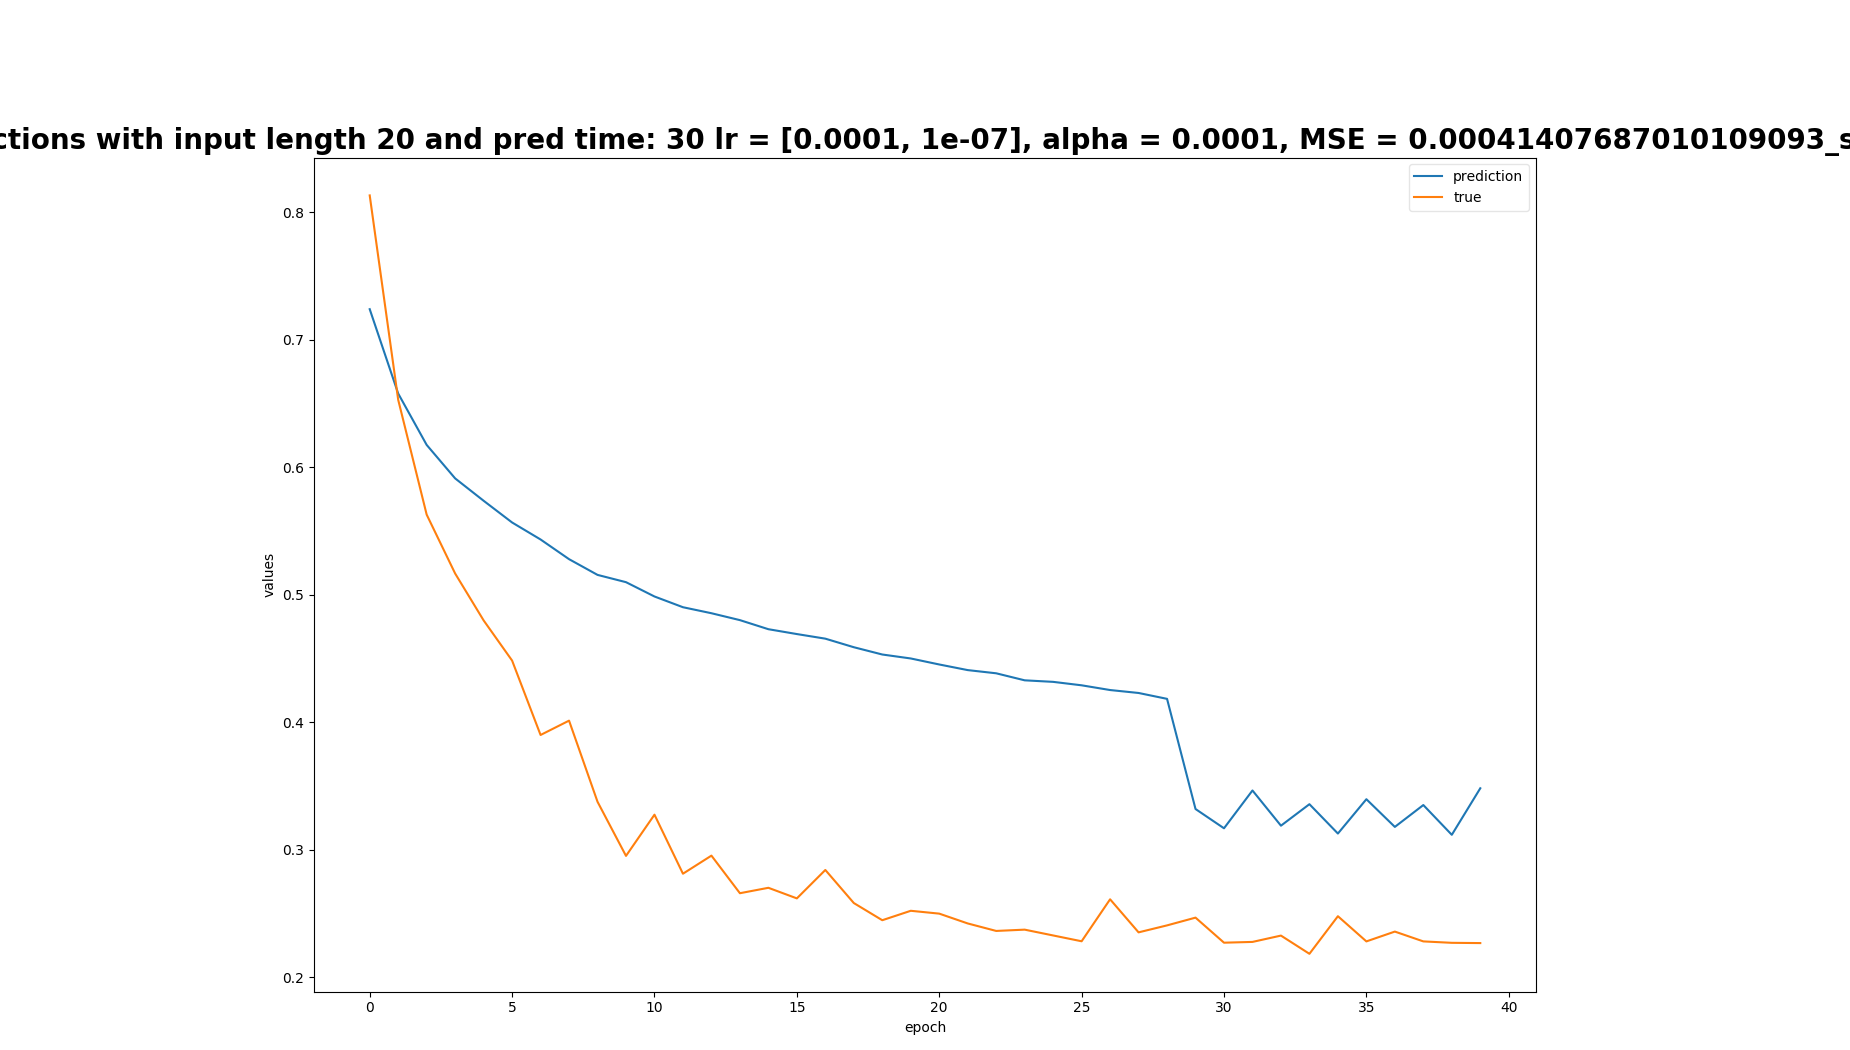 ctions with input length 20 and pred time: 30 lr = [0.0001, 1e-07], alpha = 0.0001, MSE = 0.00041407687010109093_s
prediction
true
0.8
0.7
0.6
0.5
0.4
0.3
0.2
values
0 5 10 15 20 25 30 35 40
epoch